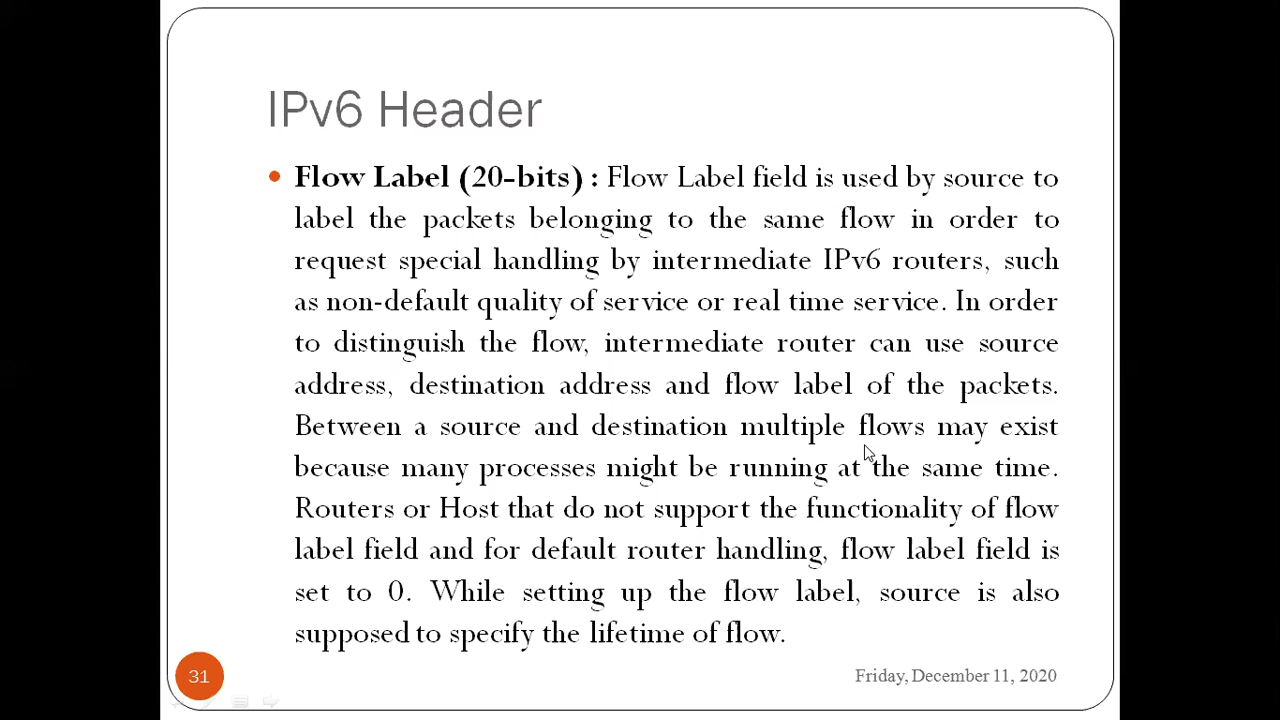 IPv6 Header
• Flow Label (20-bits) : Flow Label field is used by source to
label the packets belonging to the same flow in order to
request special handling by intermediate IPv6 routers, such
as non-default quality of service or real time service. In order
to distinguish the flow, intermediate router can use source
address, destination address and flow label of the packets.
Between a source and destination multiple flows may exist
because many processes might be running at the same time.
Routers or Host that do not support the functionality of flow
label field and for default router handling, flow label field is
set to 0. While setting up the flow label, source is also
supposed to specify the lifetime of flow.
31
Friday, December 11, 2020